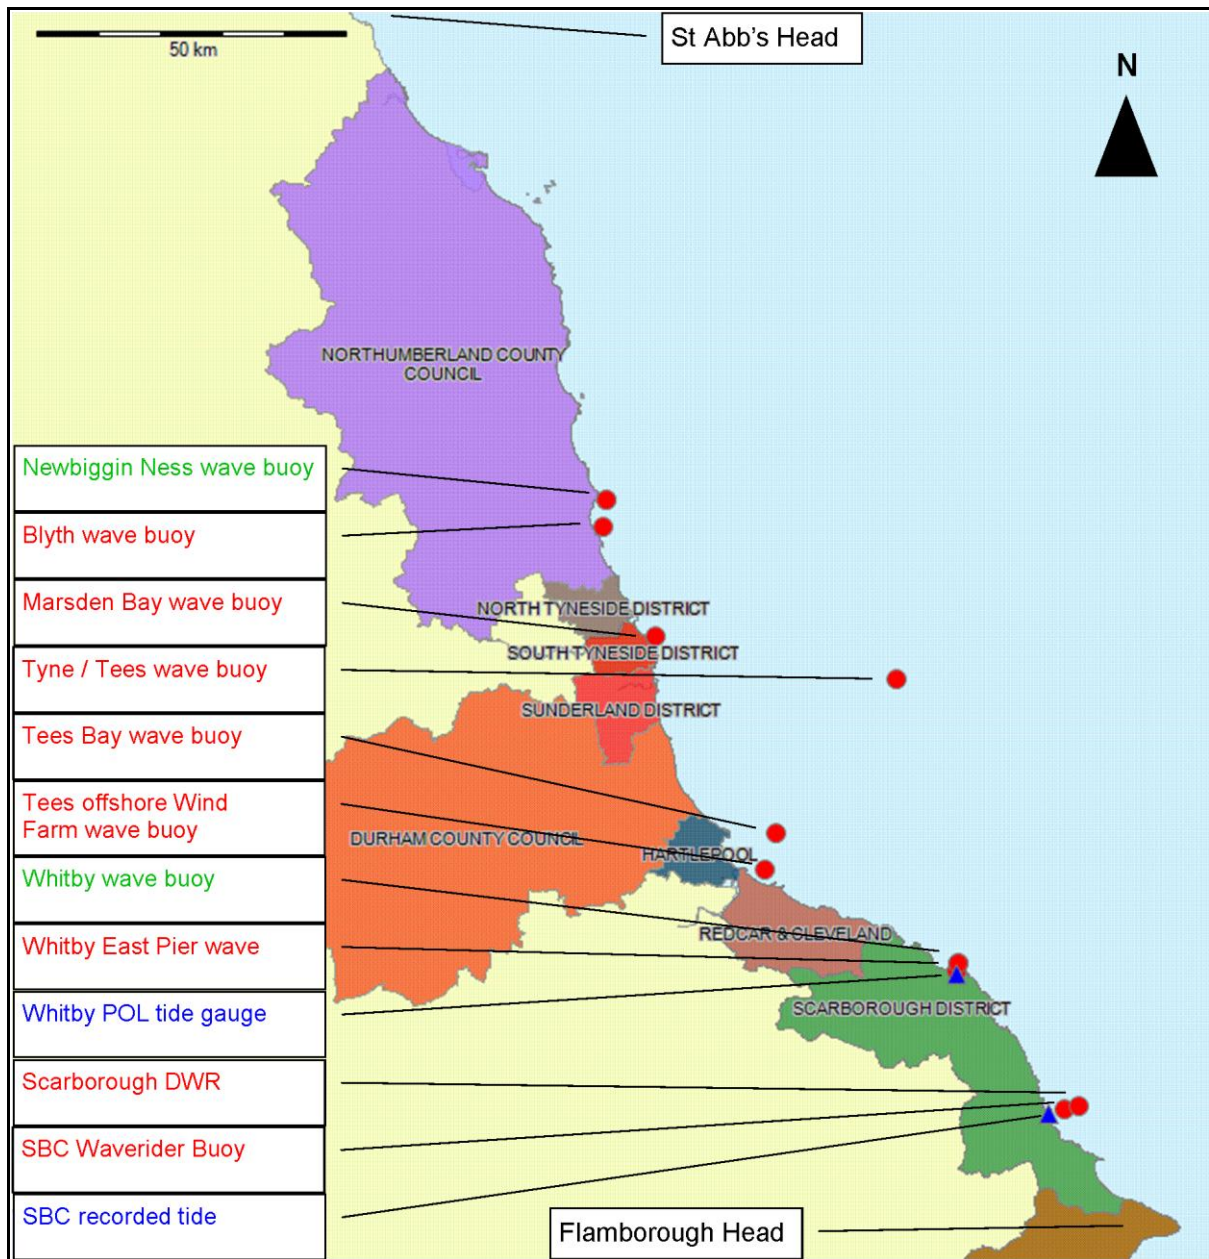 St Abb's Head
50 km
N
NORTHUMBERLAND COUNTY
COUNCIL
Newbiggin Ness wave buoy
Blyth wave buoy
Marsden Bay wave buoy
NORTH TYNESIDE DISTRICT
SOUTH TYNESIDE DISTRICT
Tyne / Tees wave buoy
SUNDERLAND DISTRICT
Tees Bay wave buoy
Tees offshore Wind
Farm wave buoy
DURHAM COUNTY COUNCIL
HARTLEPOOL
Whitby wave buoy
Whitby East Pier wave
REDCAR & CLEVELAND
Whitby POL tide gauge
SCARBOROUGH DISTRICT
Scarborough DWR
SBC Waverider Buoy
SBC recorded tide
Flamborough Head